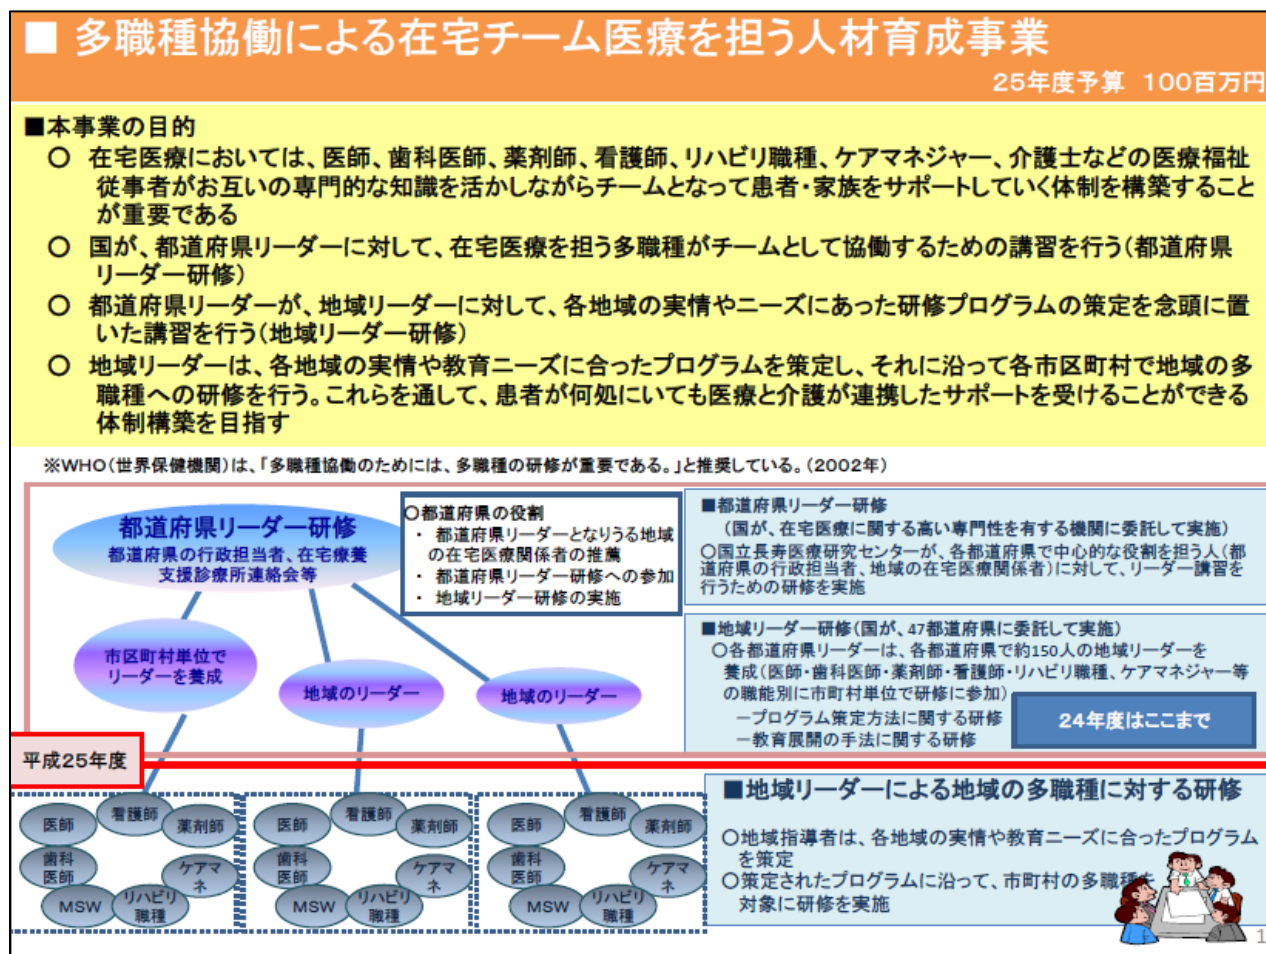 ■ 多職種協働による在宅チーム医療を担う人材育成事業
25年度予算 100百万円
■本事業の目的
○ 在宅医療においては、医師、歯科医師、薬剤師、看護師、リハビリ職種、ケアマネジャー、介護士などの医療福祉
従事者がお互いの専門的な知識を活かしながらチームとなって患者・家族をサポートしていく体制を構築すること
が重要である
○ 国が、都道府県リーダーに対して、在宅医療を担う多職種がチームとして協働するための講習を行う(都道府県
リーダー研修)
○ 都道府県リーダーが、地域リーダーに対して、各地域の実情やニーズにあった研修プログラムの策定を念頭に置
いた講習を行う(地域リーダー研修)
○ 地域リーダーは、各地域の実情や教育ニーズに合ったプログラムを策定し、それに沿って各市区町村で地域の多
職種への研修を行う。これらを通して、患者が何処にいても医療と介護が連携したサポートを受けることができる
体制構築を目指す
※WHO(世界保健機関)は、「多職種協働のためには、多職種の研修が重要である。」と推奨している。(2002年)
都道府県リーダー研修
都道府県の行政担当者、在宅療養
支援診療所連絡会等
○都道府県の役割
・ 都道府県リーダーとなりうる地域
の在宅医療関係者の推薦
・ 都道府県リーダー研修への参加
・ 地域リーダー研修の実施
■都道府県リーダー研修
(国が、在宅医療に関する高い専門性を有する機関に委託して実施)
○国立長寿医療研究センターが、各都道府県で中心的な役割を担う人(都
道府県の行政担当者、地域の在宅医療関係者)に対して、リーダー講習を
行うための研修を実施
市区町村単位で
リーダーを養成
地域のリーダー
地域のリーダー
■地域リーダー研修(国が、47都道府県に委託して実施)
○各都道府県リーダーは、各都道府県で約150人の地域リーダーを
養成(医師・歯科医師・薬剤師・看護師・リハビリ職種、ケアマネジャー等
の職能別に市町村単位で研修に参加)
－プログラム策定方法に関する研修
－教育展開の手法に関する研修
24年度はここまで
平成25年度
医師
看護師
薬剤師
歯科
医師
ケアマ
ネ
MSW
リハビリ
職種
医師
看護師
薬剤師
歯科
医師
ケアマ
ネ
MSW
リハビリ
職種
医師
看護師
薬剤師
歯科
医師
ケアマ
ネ
MSW
リハビリ
職種
■地域リーダーによる地域の多職種に対する研修
○地域指導者は、各地域の実情や教育ニーズに合ったプログラム
を策定
○策定されたプログラムに沿って、市町村の多職種を
対象に研修を実施
1